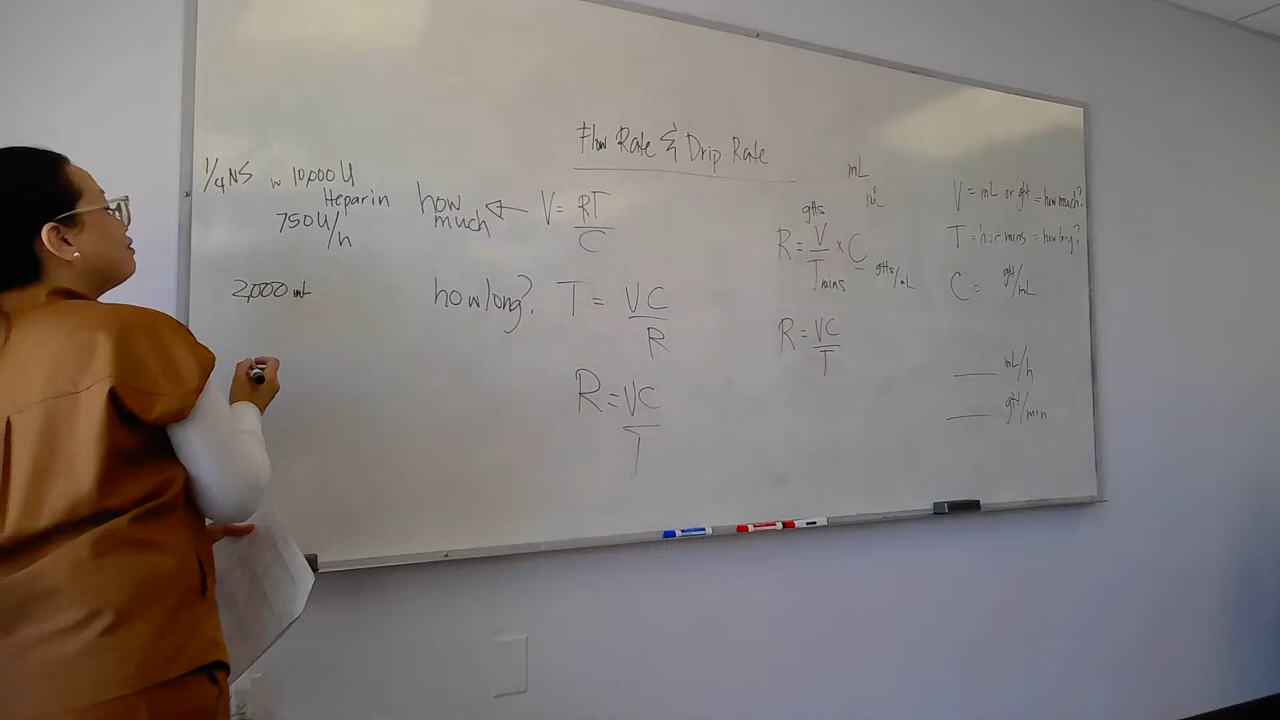 Flow Rate & Drip Rate
1/4 NS w 10,000 U
Heparin
750 U/h
2,000 mL
how much ← V = RT/C
how long? T = VC/R
R = VC/T
mL
gtts
R = V/T mins × C gtts/mL
R = VC/T
V = mL or gtt = how much?
T = h or mins = how long?
C = gtt/mL
___ mL/h
___ gtt/min